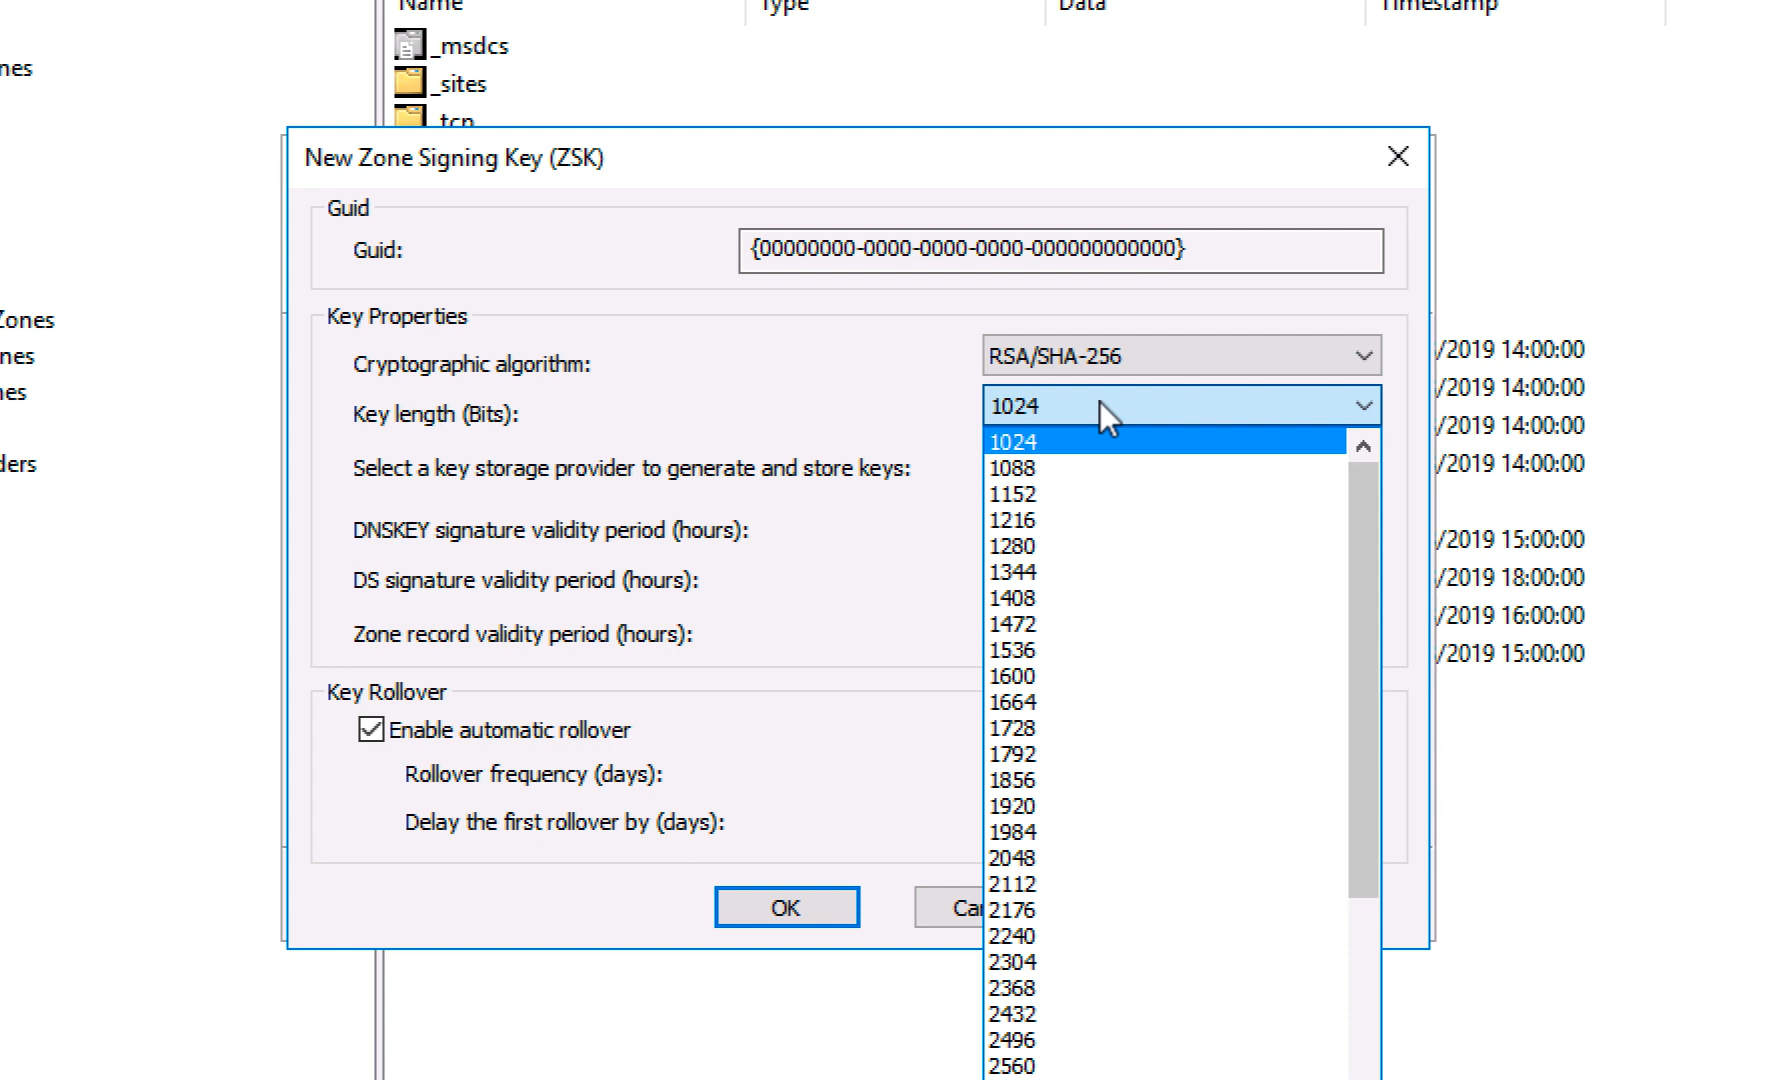 Name Type Data Timestamp
_msdcs
nes
_sites
_tcp
New Zone Signing Key (ZSK)
Guid
Guid: {00000000-0000-0000-0000-000000000000}
Key Properties
Zones
Cryptographic algorithm: RSA/SHA-256 /2019 14:00:00
nes
/2019 14:00:00
nes
Key length (Bits): 1024
1024 /2019 14:00:00
ders
Select a key storage provider to generate and store keys: 1088 /2019 14:00:00
1152
1216
DNSKEY signature validity period (hours): 1280 /2019 15:00:00
DS signature validity period (hours): 1344 /2019 18:00:00
1408 /2019 16:00:00
1472
Zone record validity period (hours): 1536 /2019 15:00:00
1600
Key Rollover
1664
Enable automatic rollover 1728
1792
Rollover frequency (days): 1856
1920
Delay the first rollover by (days): 1984
2048
2112
OK Can 2176
2240
2304
2368
2432
2496
2560